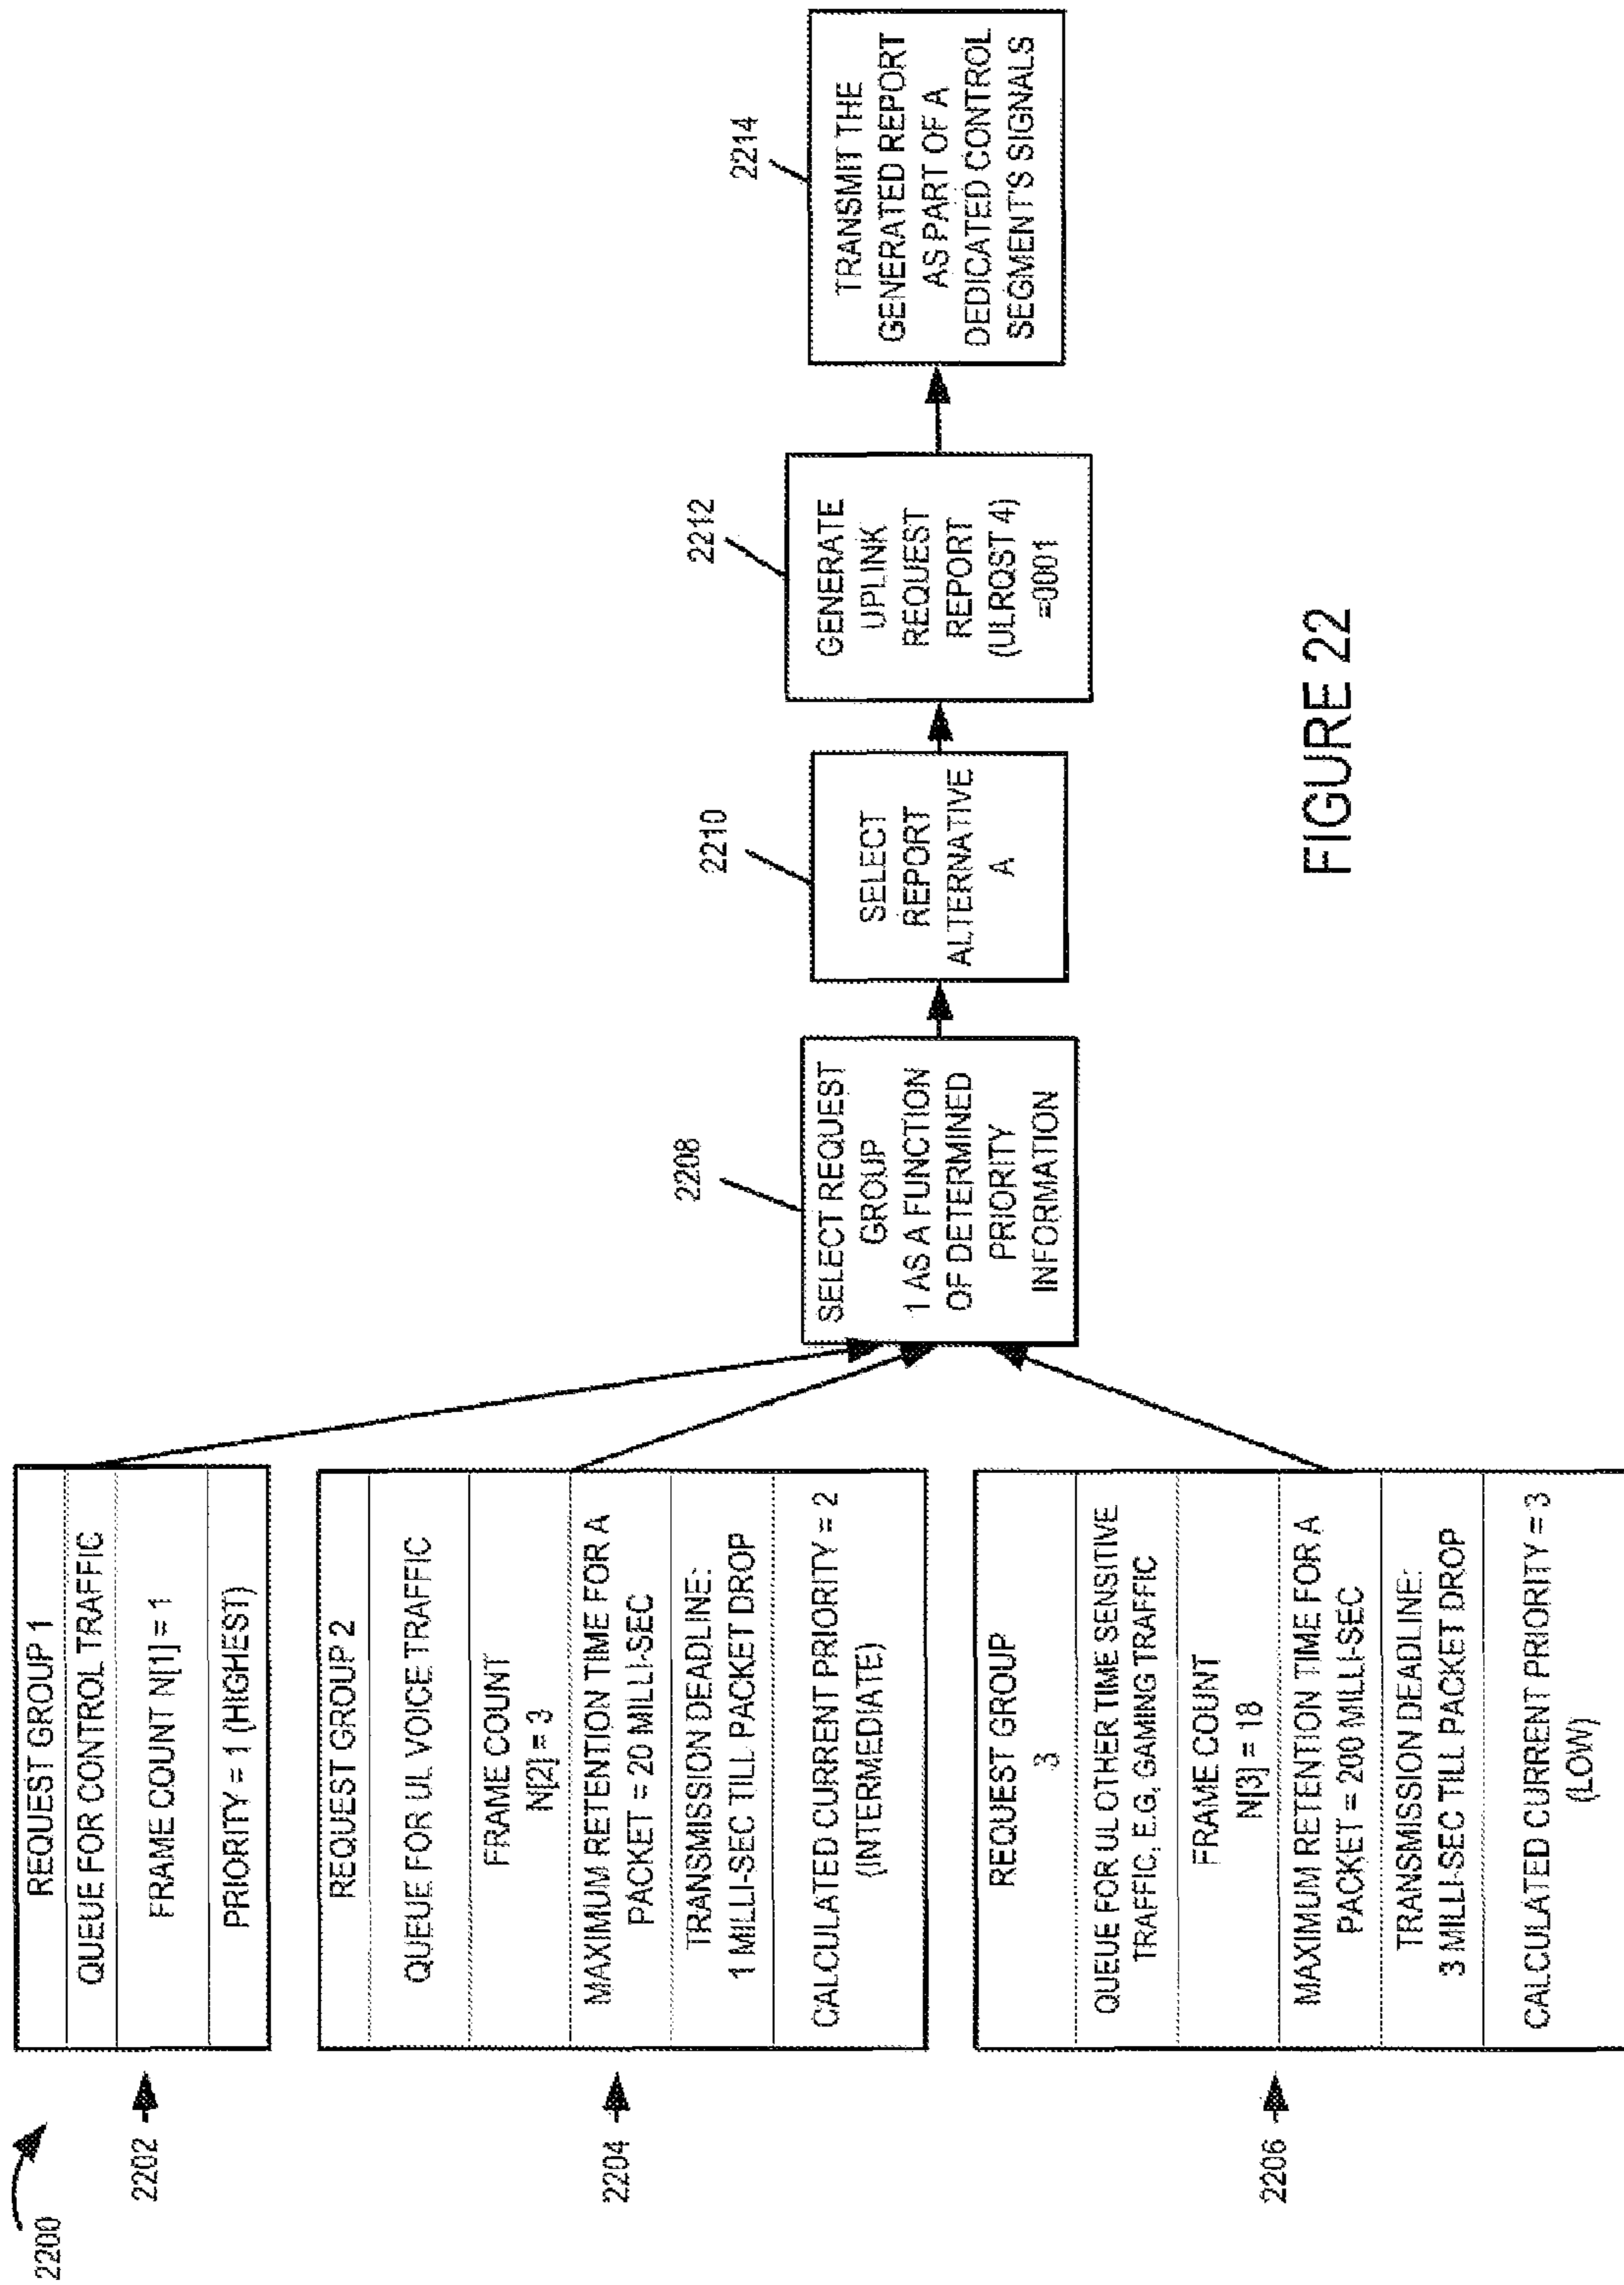 2200
2202
REQUEST GROUP 1
QUEUE FOR CONTROL TRAFFIC
FRAME COUNT N[1] = 1
PRIORITY = 1 (HIGHEST)
2204
REQUEST GROUP 2
QUEUE FOR UL VOICE TRAFFIC
FRAME COUNT
N[2] = 3
MAXIMUM RETENTION TIME FOR A
PACKET = 20 MILLI-SEC
TRANSMISSION DEADLINE:
1 MILLI-SEC TILL PACKET DROP
CALCULATED CURRENT PRIORITY = 2
(INTERMEDIATE)
2206
REQUEST GROUP
3
QUEUE FOR UL OTHER TIME SENSITIVE
TRAFFIC, E.G, GAMING TRAFFIC
FRAME COUNT
N[3] = 18
MAXIMUM RETENTION TIME FOR A
PACKET = 200 MILLI-SEC
TRANSMISSION DEADLINE:
3 MILLI-SEC TILL PACKET DROP
CALCULATED CURRENT PRIORITY = 3
(LOW)
2208
SELECT REQUEST
GROUP
1 AS A FUNCTION
OF DETERMINED
PRIORITY
INFORMATION
2210
SELECT
REPORT
ALTERNATIVE
A
2212
GENERATE
UPLINK
REQUEST
REPORT
(ULRQST 4)
=0001
2214
TRANSMIT THE
GENERATED REPORT
AS PART OF A
DEDICATED CONTROL
SEGMENT'S SIGNALS
FIGURE 22